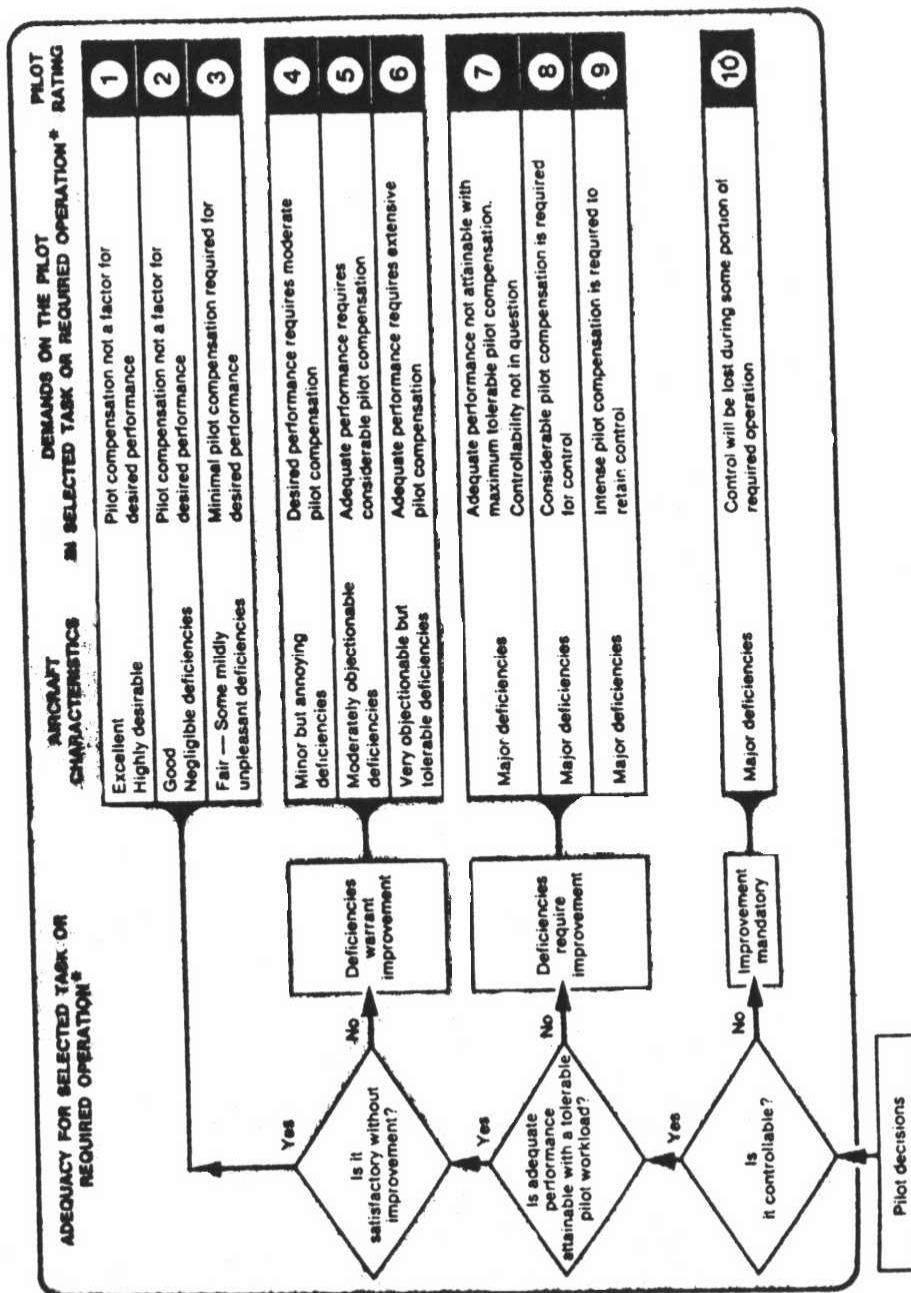 ADEQUACY FOR SELECTED TASK OR
REQUIRED OPERATION*
AIRCRAFT
CHARACTERISTICS
DEMANDS ON THE PILOT
IN SELECTED TASK OR REQUIRED OPERATION*
PILOT
RATING
Excellent
Highly desirable
Pilot compensation not a factor for
desired performance
1
Good
Negligible deficiencies
Pilot compensation not a factor for
desired performance
2
Fair — Some mildly
unpleasant deficiencies
Minimal pilot compensation required for
desired performance
3
Yes
Is it
satisfactory without
improvement?
No
Deficiencies
warrant
improvement
Minor but annoying
deficiencies
Desired performance requires moderate
pilot compensation
4
Moderately objectionable
deficiencies
Adequate performance requires
considerable pilot compensation
5
Very objectionable but
tolerable deficiencies
Adequate performance requires extensive
pilot compensation
6
Yes
Is adequate
performance
attainable with a tolerable
pilot workload?
No
Deficiencies
require
improvement
Major deficiencies
Adequate performance not attainable with
maximum tolerable pilot compensation.
Controllability not in question
7
Major deficiencies
Considerable pilot compensation is required
for control
8
Major deficiencies
Intense pilot compensation is required to
retain control
9
Yes
Is
it controllable?
No
Improvement
mandatory
Major deficiencies
Control will be lost during some portion of
required operation
10
Pilot decisions